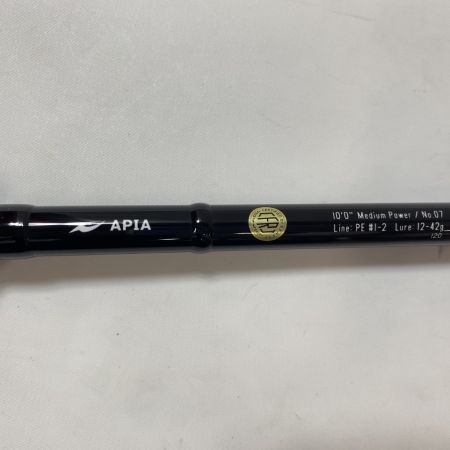 APIA
10'0" Medium Power / No.07
Line: PE #1-2 Lure: 12-42g
120